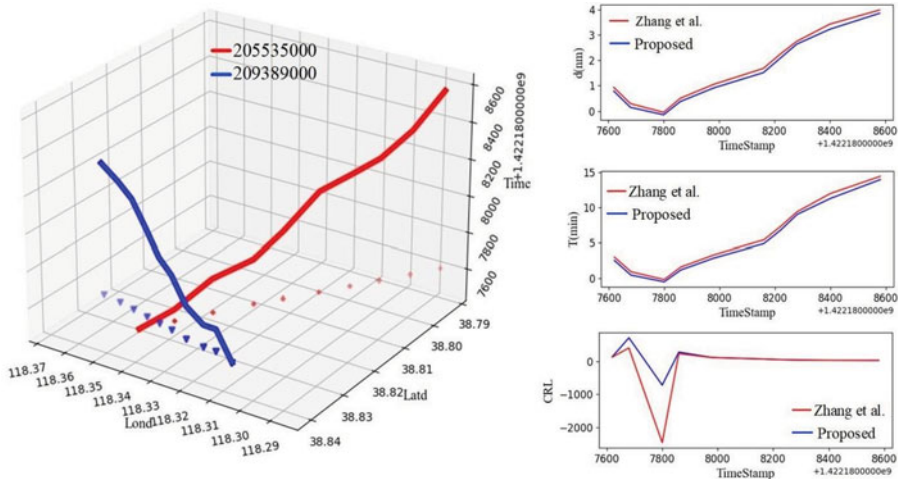 205535000
209389000
+1.4221800000e9
8600
8400
8200
Time
8000
7800
7600
118.37
118.36
118.35
118.34
118.33
118.32
118.31
118.30
118.29
Lond
38.79
38.80
38.81
38.82
38.83
38.84
Latd
4
3
2
1
0
d(nm)
Zhang et al.
Proposed
7600 7800 8000 8200 8400 8600
TimeStamp
+1.4221800000e9
15
10
5
0
T(min)
Zhang et al.
Proposed
7600 7800 8000 8200 8400 8600
TimeStamp
+1.4221800000e9
0
−1000
−2000
CRL
Zhang et al.
Proposed
7600 7800 8000 8200 8400 8600
TimeStamp
+1.4221800000e9